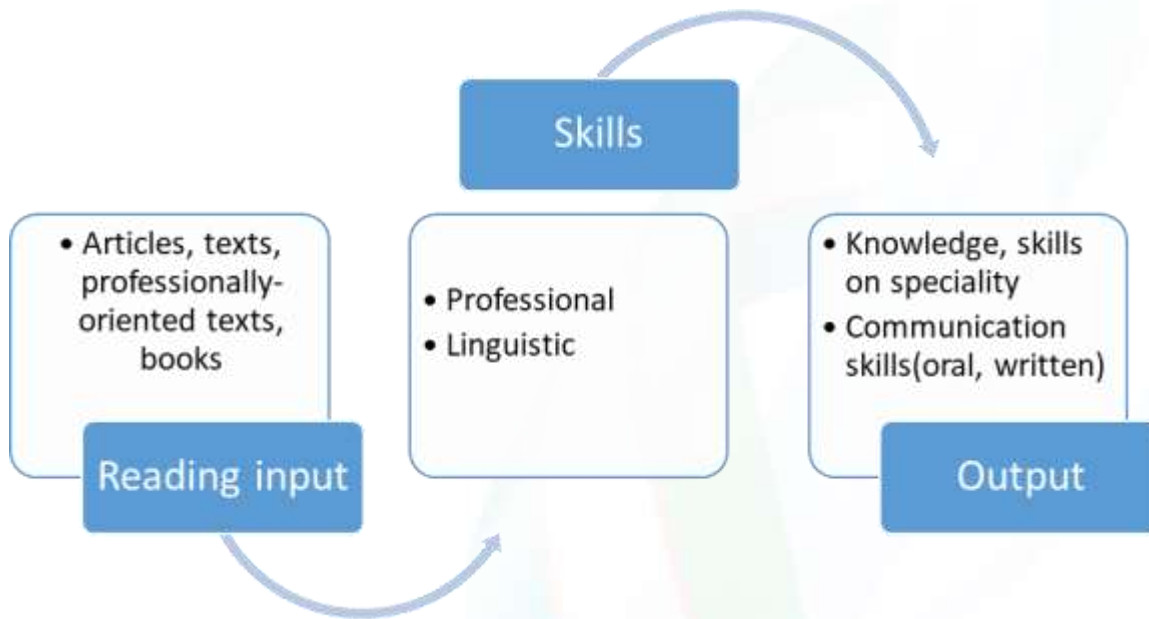 • Articles, texts,
professionally-
oriented texts,
books
Reading input
Skills
• Professional
• Linguistic
• Knowledge, skills
on speciality
• Communication
skills(oral, written)
Output